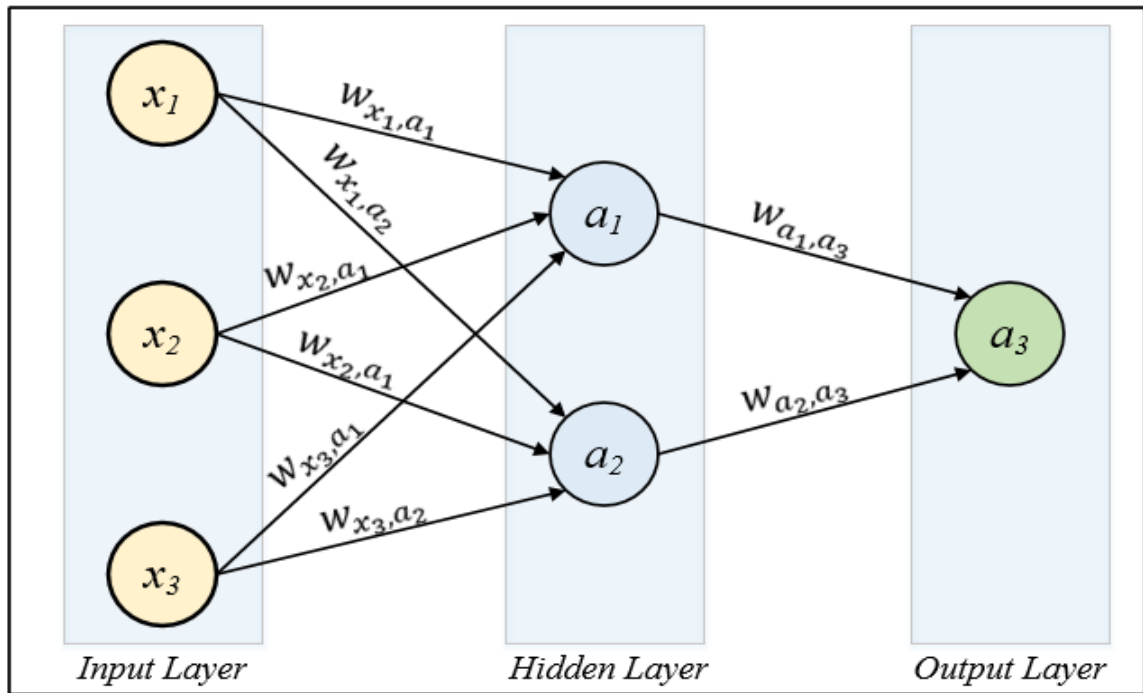 x₁
w_{x₁,a₁}
w_{x₁,a₂}
a₁
w_{a₁,a₃}
w_{x₂,a₁}
x₂
w_{x₂,a₁}
a₃
w_{a₂,a₃}
w_{x₃,a₁}
a₂
w_{x₃,a₂}
x₃
Input Layer
Hidden Layer
Output Layer